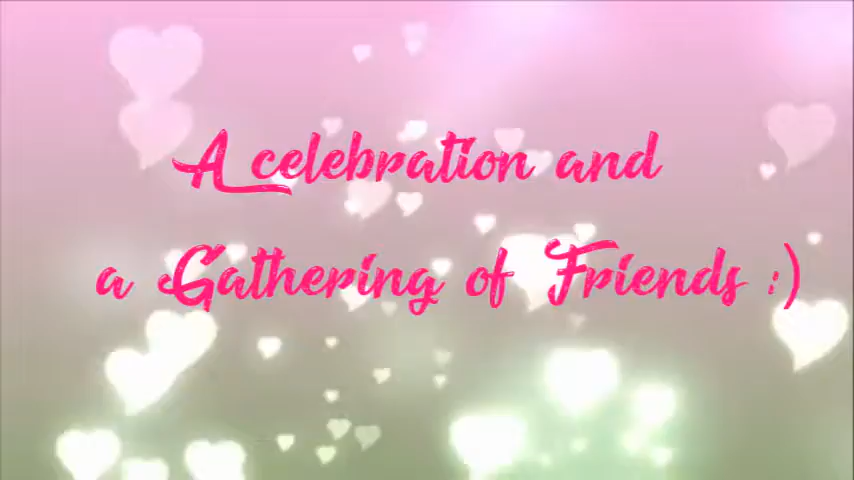 A celebration and
a Gathering of Friends :)